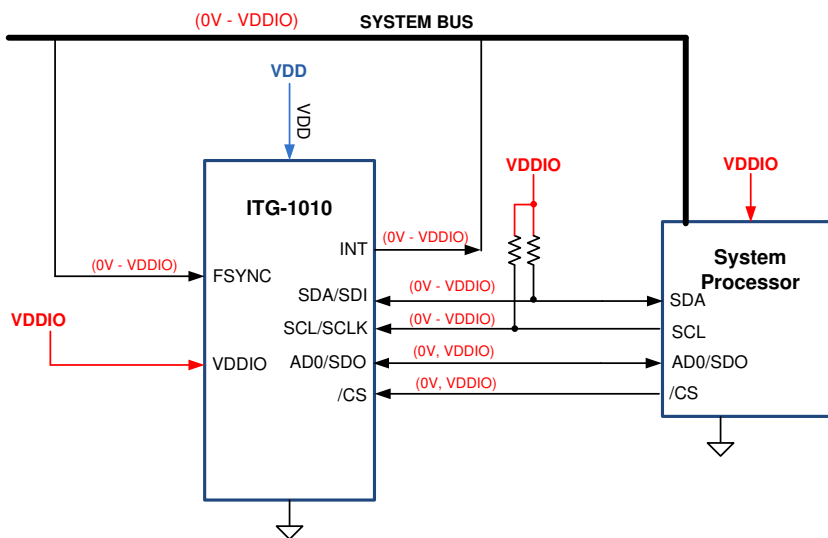 (0V - VDDIO)
SYSTEM BUS
VDD
VDD
VDDIO
VDDIO
ITG-1010
INT
(0V - VDDIO)
System
Processor
(0V - VDDIO)
FSYNC
SDA/SDI
(0V - VDDIO)
SDA
VDDIO
SCL/SCLK
(0V - VDDIO)
SCL
VDDIO
AD0/SDO
(0V, VDDIO)
AD0/SDO
/CS
(0V, VDDIO)
/CS